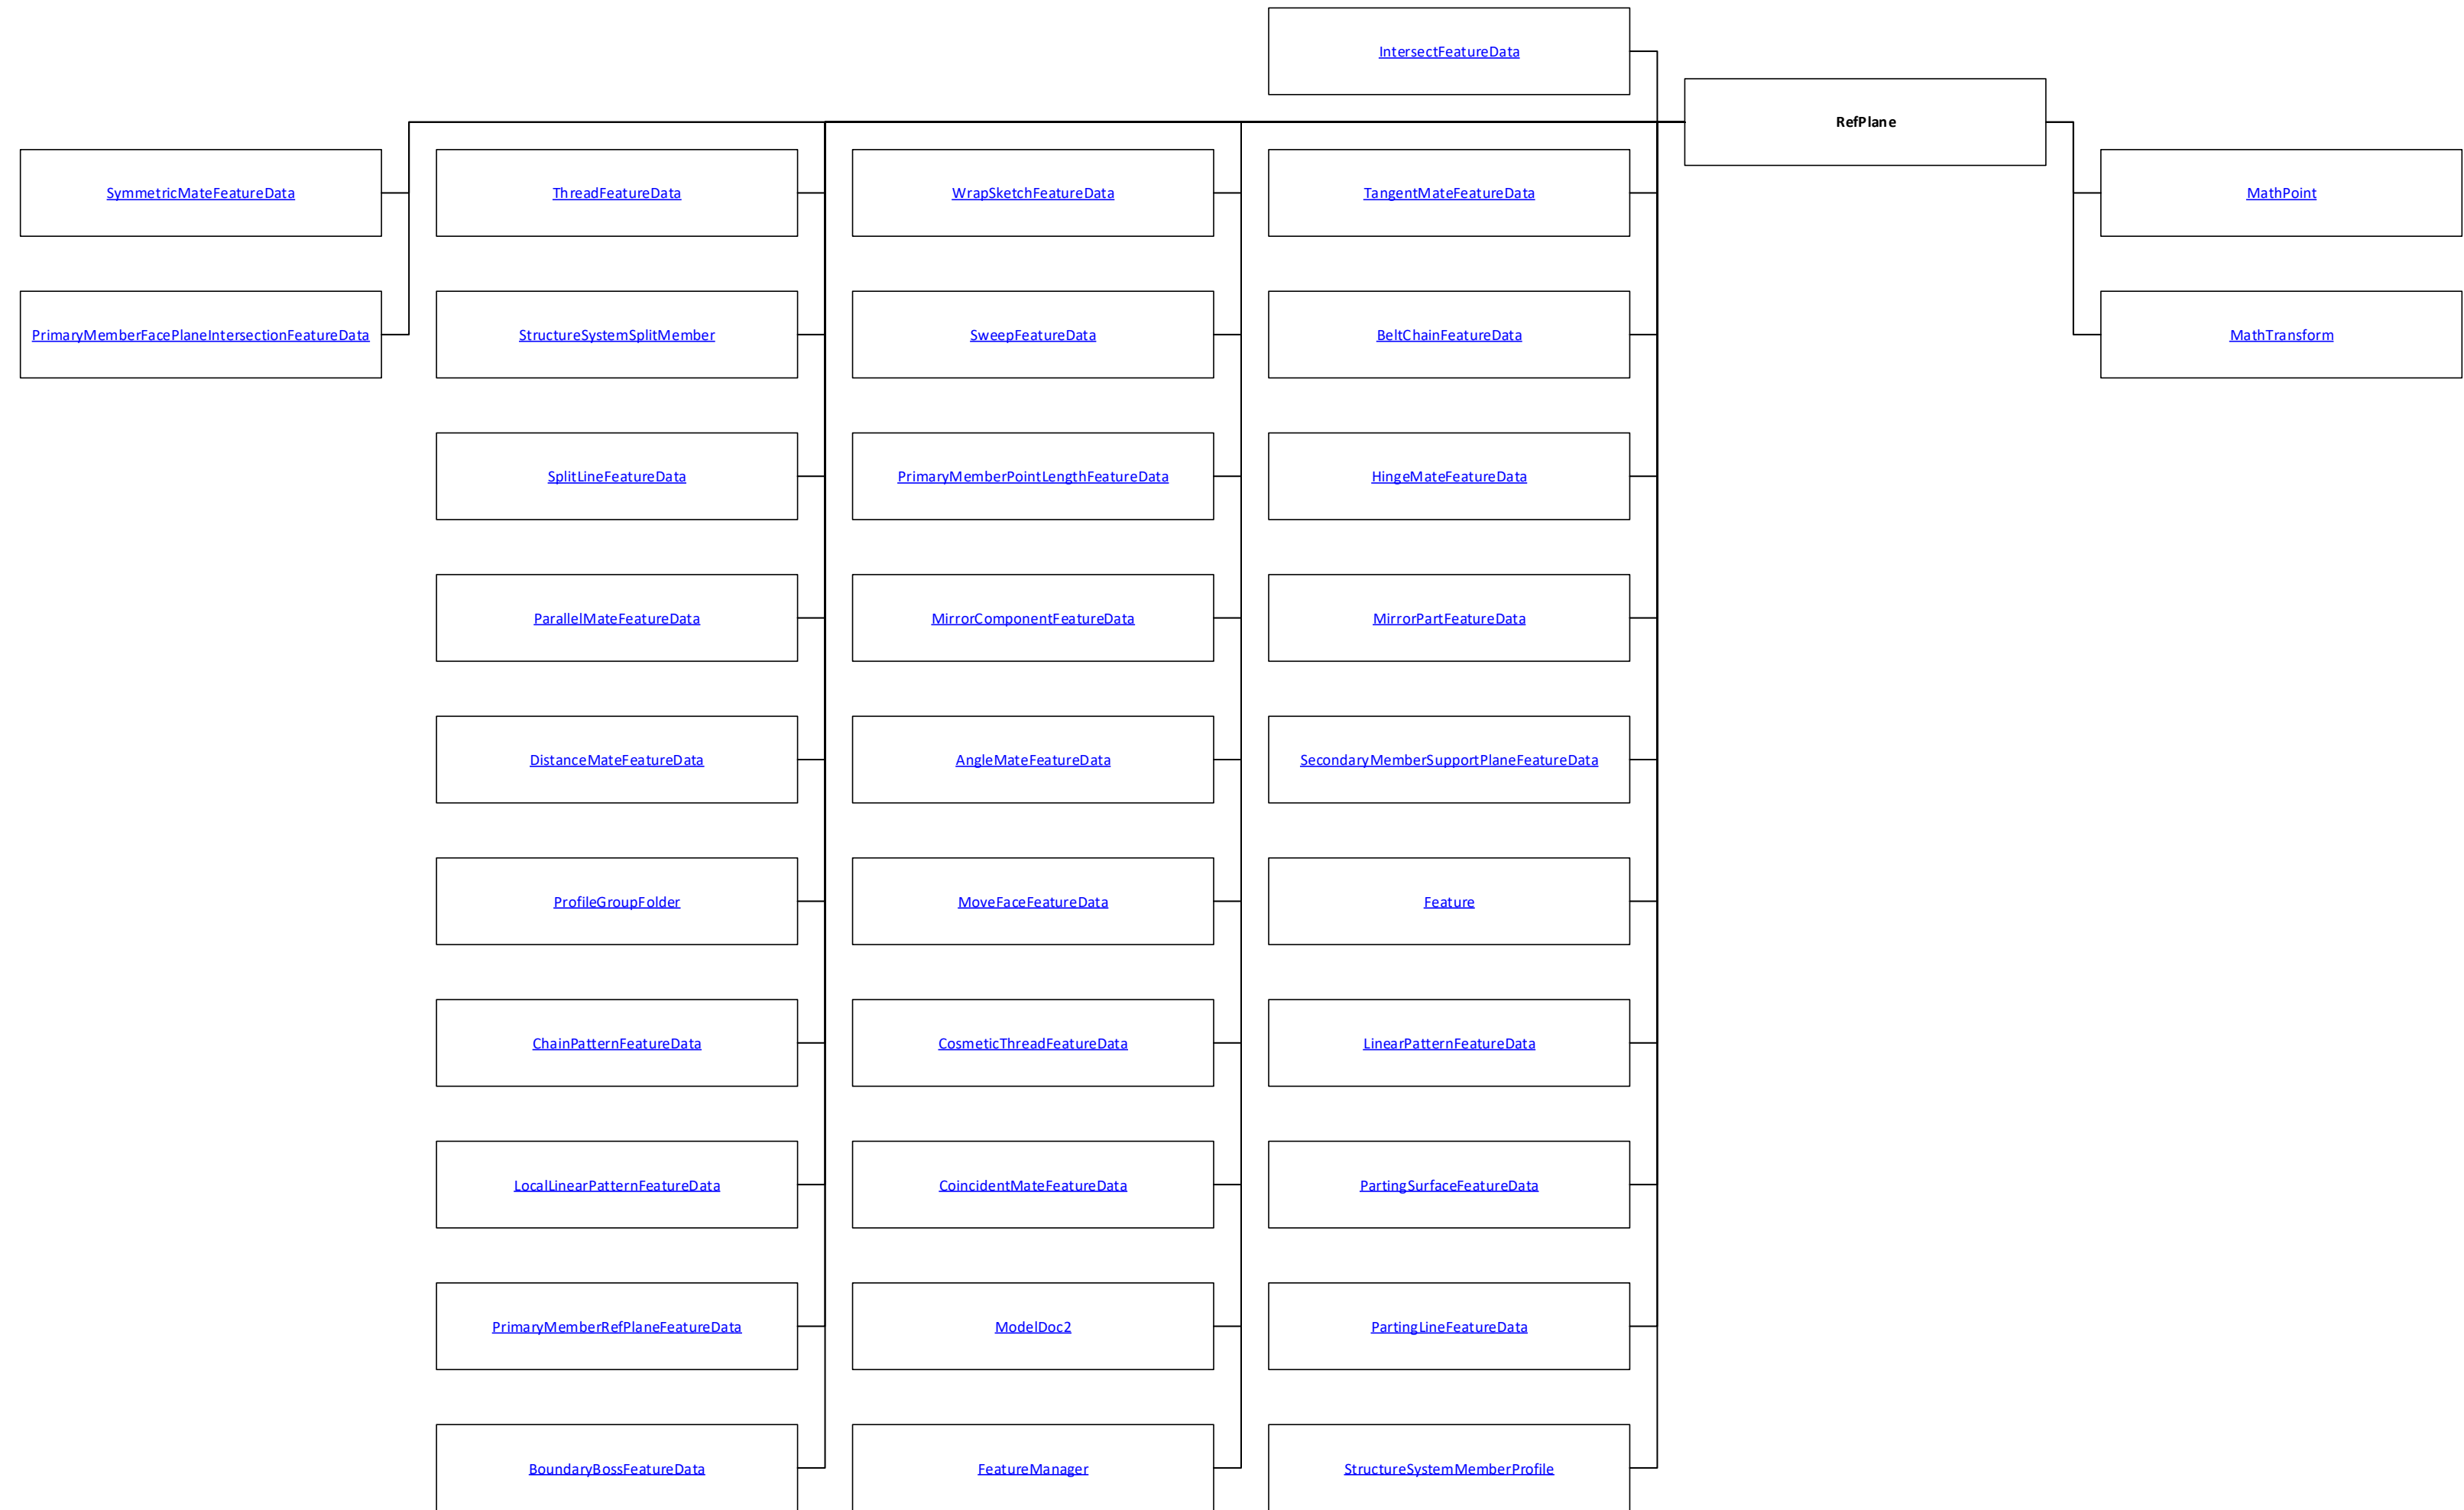 IntersectFeatureData
RefPlane
SymmetricMateFeatureData
ThreadFeatureData
WrapSketchFeatureData
TangentMateFeatureData
MathPoint
PrimaryMemberFacePlaneIntersectionFeatureData
StructureSystemSplitMember
SweepFeatureData
BeltChainFeatureData
MathTransform
SplitLineFeatureData
PrimaryMemberPointLengthFeatureData
HingeMateFeatureData
ParallelMateFeatureData
MirrorComponentFeatureData
MirrorPartFeatureData
DistanceMateFeatureData
AngleMateFeatureData
SecondaryMemberSupportPlaneFeatureData
ProfileGroupFolder
MoveFaceFeatureData
Feature
ChainPatternFeatureData
CosmeticThreadFeatureData
LinearPatternFeatureData
LocalLinearPatternFeatureData
CoincidentMateFeatureData
PartingSurfaceFeatureData
PrimaryMemberRefPlaneFeatureData
ModelDoc2
PartingLineFeatureData
BoundaryBossFeatureData
FeatureManager
StructureSystemMemberProfile